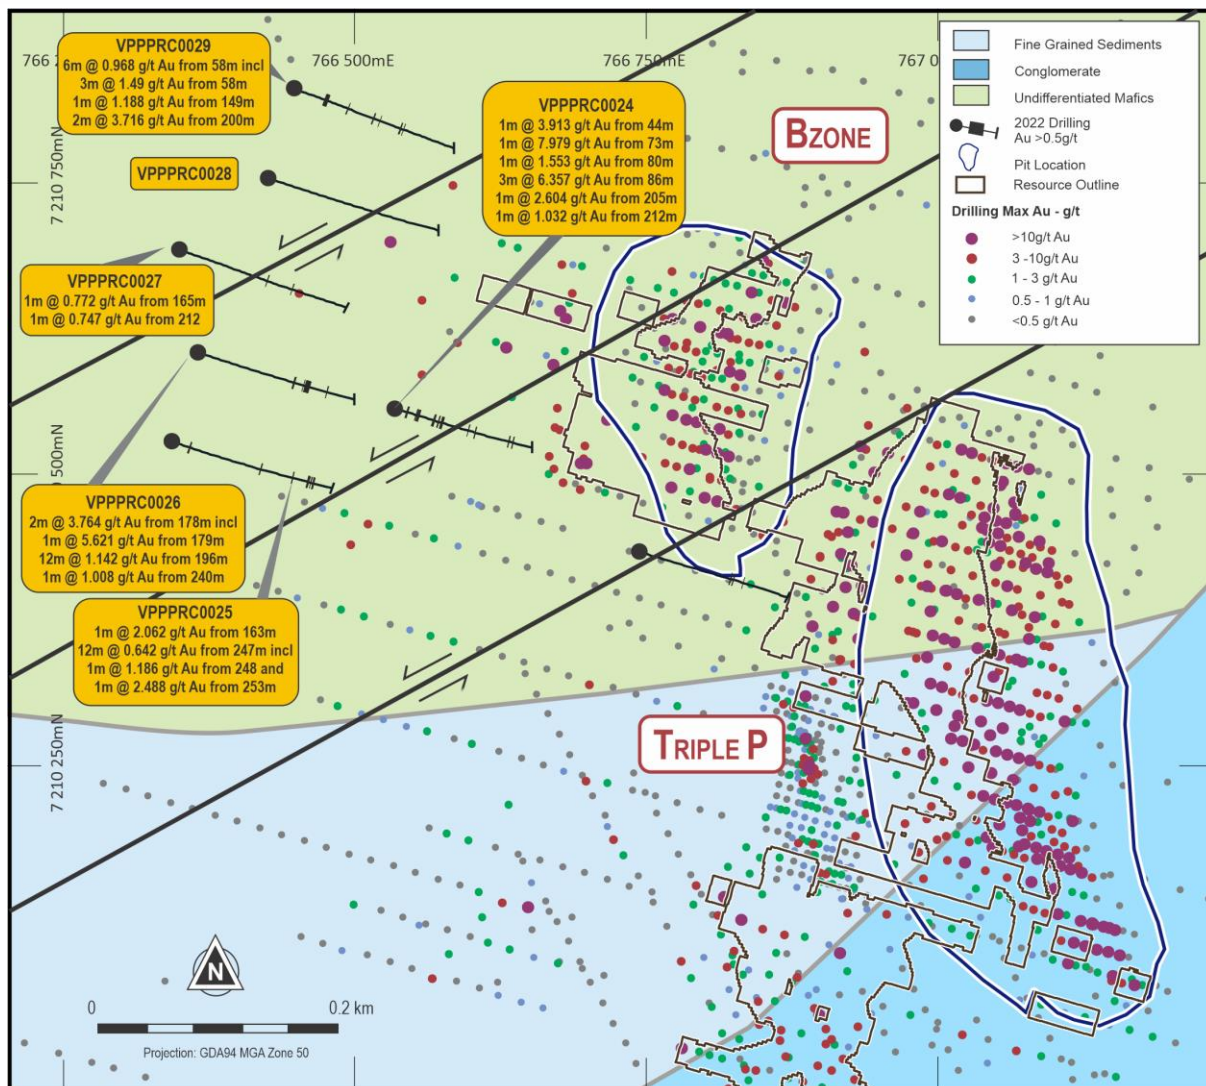 766
766 500mE
766 750mE
767 0
VPPPRC0029
6m @ 0.968 g/t Au from 58m incl
3m @ 1.49 g/t Au from 58m
1m @ 1.188 g/t Au from 149m
2m @ 3.716 g/t Au from 200m
VPPPRC0024
1m @ 3.913 g/t Au from 44m
1m @ 7.979 g/t Au from 73m
1m @ 1.553 g/t Au from 80m
3m @ 6.357 g/t Au from 86m
1m @ 2.604 g/t Au from 205m
1m @ 1.032 g/t Au from 212m
BZONE
Fine Grained Sediments
Conglomerate
Undifferentiated Mafics
2022 Drilling
Au >0.5g/t
Pit Location
Resource Outline
Drilling Max Au - g/t
>10g/t Au
3 -10g/t Au
1 - 3 g/t Au
0.5 - 1 g/t Au
<0.5 g/t Au
7 210 750mN
VPPPRC0028
VPPPRC0027
1m @ 0.772 g/t Au from 165m
1m @ 0.747 g/t Au from 212
500mN
VPPPRC0026
2m @ 3.764 g/t Au from 178m incl
1m @ 5.621 g/t Au from 179m
12m @ 1.142 g/t Au from 196m
1m @ 1.008 g/t Au from 240m
VPPPRC0025
1m @ 2.062 g/t Au from 163m
12m @ 0.642 g/t Au from 247m incl
1m @ 1.186 g/t Au from 248 and
1m @ 2.488 g/t Au from 253m
TRIPLE P
7 210 250mN
N
0
0.2 km
Projection: GDA94 MGA Zone 50